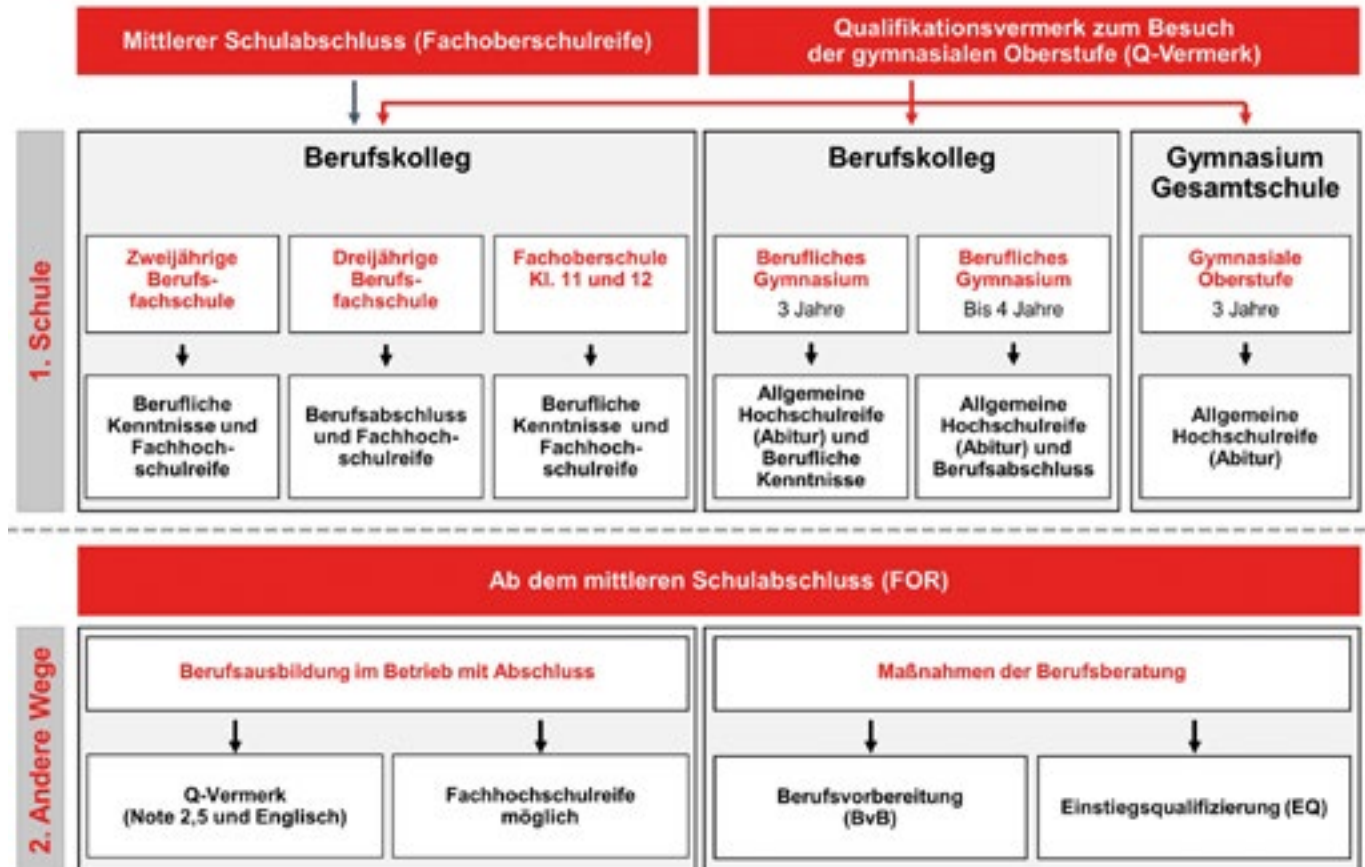 Mittlerer Schulabschluss (Fachoberschulreife)
Qualifikationsvermerk zum Besuch
der gymnasialen Oberstufe (Q-Vermerk)
1. Schule
Berufskolleg
Zweijährige
Berufs-
fachschule
Dreijährige
Berufs-
fachschule
Fachoberschule
Kl. 11 und 12
Berufliche
Kenntnisse und
Fachhoch-
schulreife
Berufsabschluss
und Fachhoch-
schulreife
Berufliche
Kenntnisse und
Fachhoch-
schulreife
Berufskolleg
Berufliches
Gymnasium
3 Jahre
Berufliches
Gymnasium
Bis 4 Jahre
Allgemeine
Hochschulreife
(Abitur) und
Berufliche
Kenntnisse
Allgemeine
Hochschulreife
(Abitur) und
Berufsabschluss
Gymnasium
Gesamtschule
Gymnasiale
Oberstufe
3 Jahre
Allgemeine
Hochschulreife
(Abitur)
Ab dem mittleren Schulabschluss (FOR)
2. Andere Wege
Berufsausbildung im Betrieb mit Abschluss
Q-Vermerk
(Note 2,5 und Englisch)
Fachhochschulreife
möglich
Maßnahmen der Berufsberatung
Berufsvorbereitung
(BvB)
Einstiegsqualifizierung (EQ)